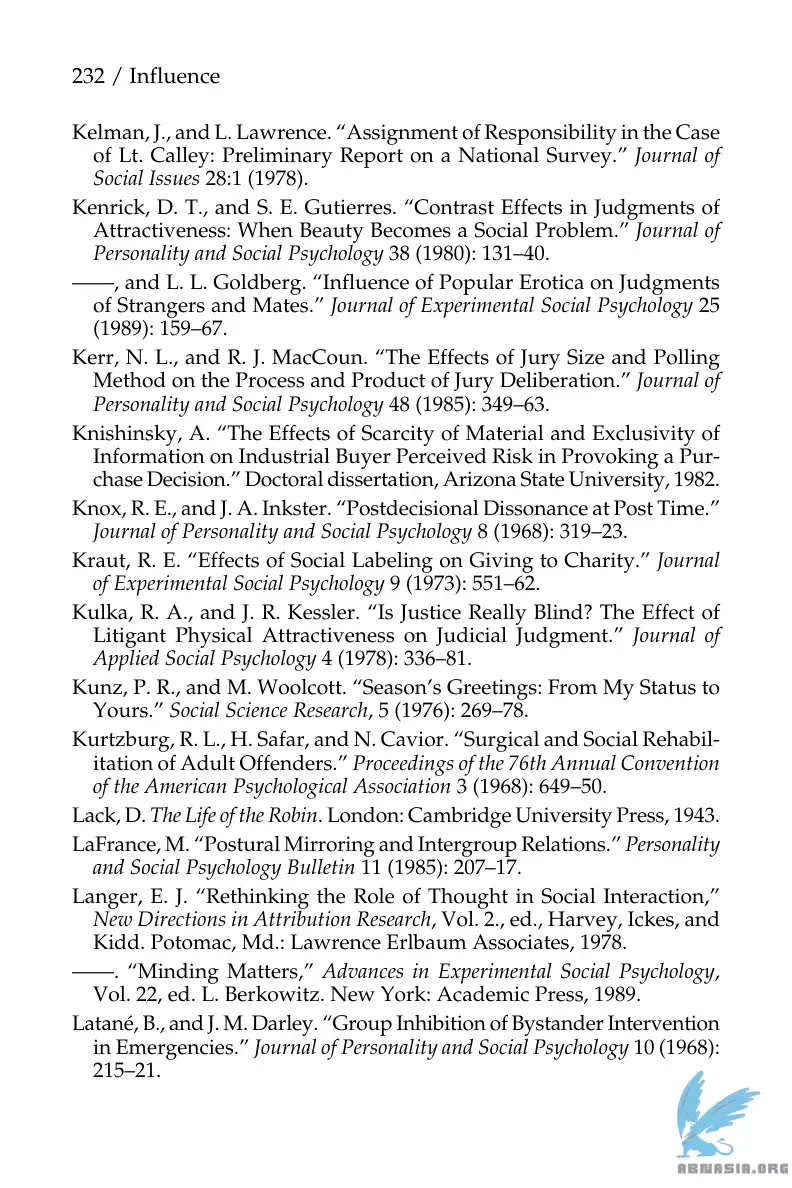 232 / Influence
Kelman, J., and L. Lawrence. “Assignment of Responsibility in the Case
of Lt. Calley: Preliminary Report on a National Survey.” Journal of
Social Issues 28:1 (1978).
Kenrick, D. T., and S. E. Gutierres. “Contrast Effects in Judgments of
Attractiveness: When Beauty Becomes a Social Problem.” Journal of
Personality and Social Psychology 38 (1980): 131–40.
——, and L. L. Goldberg. “Influence of Popular Erotica on Judgments
of Strangers and Mates.” Journal of Experimental Social Psychology 25
(1989): 159–67.
Kerr, N. L., and R. J. MacCoun. “The Effects of Jury Size and Polling
Method on the Process and Product of Jury Deliberation.” Journal of
Personality and Social Psychology 48 (1985): 349–63.
Knishinsky, A. “The Effects of Scarcity of Material and Exclusivity of
Information on Industrial Buyer Perceived Risk in Provoking a Pur-
chase Decision.” Doctoral dissertation, Arizona State University, 1982.
Knox, R. E., and J. A. Inkster. “Postdecisional Dissonance at Post Time.”
Journal of Personality and Social Psychology 8 (1968): 319–23.
Kraut, R. E. “Effects of Social Labeling on Giving to Charity.” Journal
of Experimental Social Psychology 9 (1973): 551–62.
Kulka, R. A., and J. R. Kessler. “Is Justice Really Blind? The Effect of
Litigant Physical Attractiveness on Judicial Judgment.” Journal of
Applied Social Psychology 4 (1978): 336–81.
Kunz, P. R., and M. Woolcott. “Season’s Greetings: From My Status to
Yours.” Social Science Research, 5 (1976): 269–78.
Kurtzburg, R. L., H. Safar, and N. Cavior. “Surgical and Social Rehabil-
itation of Adult Offenders.” Proceedings of the 76th Annual Convention
of the American Psychological Association 3 (1968): 649–50.
Lack, D. The Life of the Robin. London: Cambridge University Press, 1943.
LaFrance, M. “Postural Mirroring and Intergroup Relations.” Personality
and Social Psychology Bulletin 11 (1985): 207–17.
Langer, E. J. “Rethinking the Role of Thought in Social Interaction,”
New Directions in Attribution Research, Vol. 2., ed., Harvey, Ickes, and
Kidd. Potomac, Md.: Lawrence Erlbaum Associates, 1978.
——. “Minding Matters,” Advances in Experimental Social Psychology,
Vol. 22, ed. L. Berkowitz. New York: Academic Press, 1989.
Latané, B., and J. M. Darley. “Group Inhibition of Bystander Intervention
in Emergencies.” Journal of Personality and Social Psychology 10 (1968):
215–21.
ABNASIA.ORG